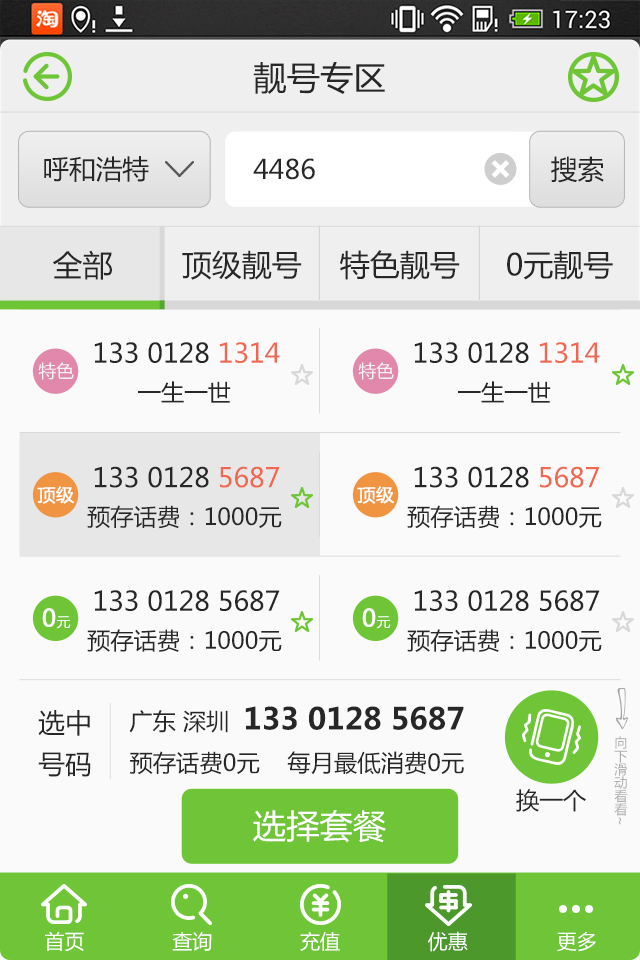 淘 17:23
靓号专区
呼和浩特 4486 搜索
全部 顶级靓号 特色靓号 0元靓号
特色 133 0128 1314 特色 133 0128 1314
一生一世 一生一世
顶级 133 0128 5687 顶级 133 0128 5687
预存话费：1000元 预存话费：1000元
0元 133 0128 5687 0元 133 0128 5687
预存话费：1000元 预存话费：1000元
选中号码 广东 深圳 133 0128 5687
预存话费0元 每月最低消费0元
换一个
向下滑动看看~
选择套餐
首页 查询 充值 优惠 更多